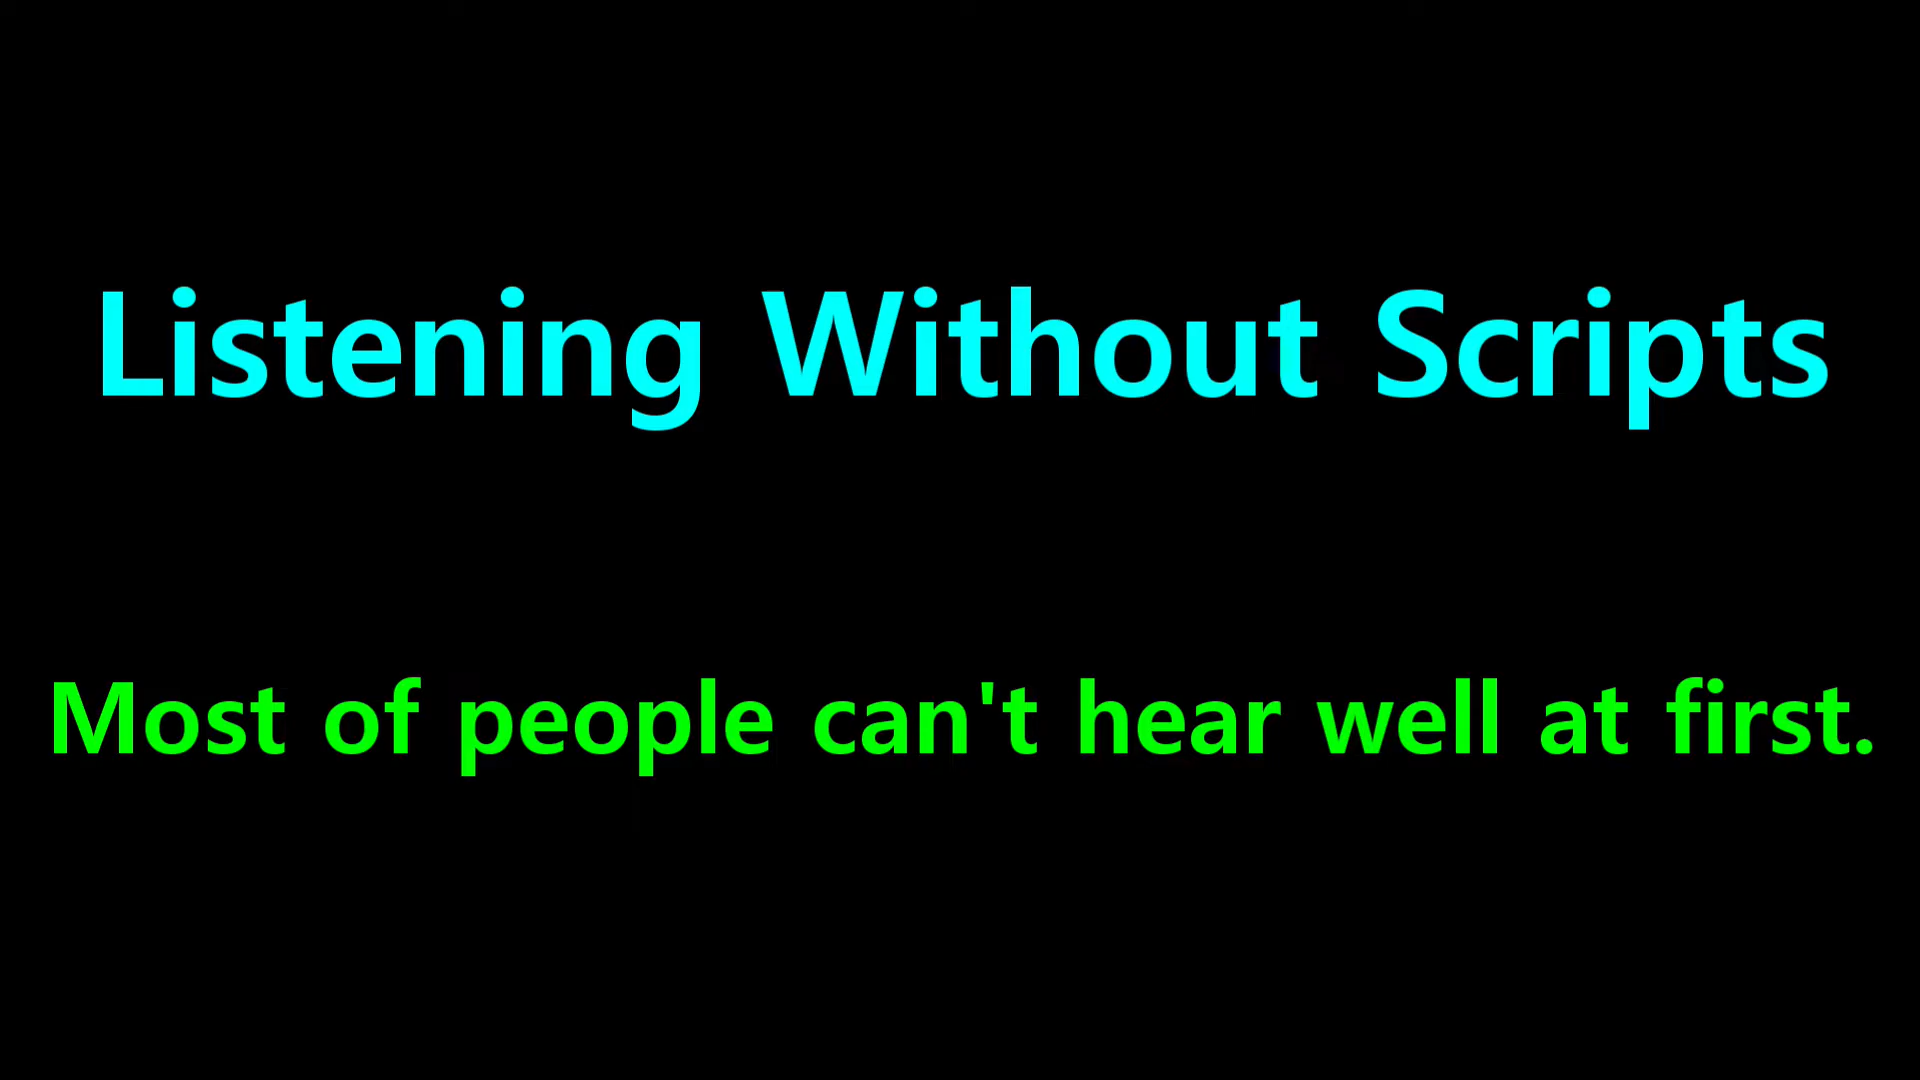 Listening Without Scripts
Most of people can't hear well at first.